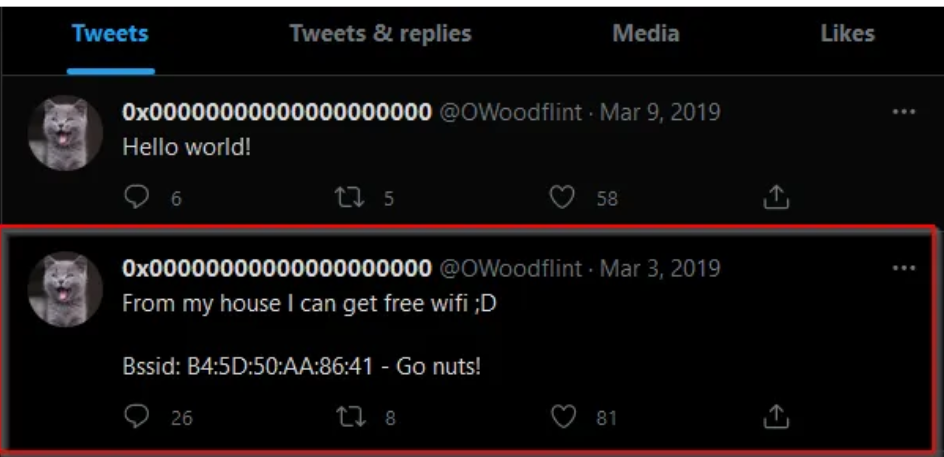 Tweets Tweets & replies Media Likes
0x00000000000000000000 @OWoodflint · Mar 9, 2019
Hello world!
6 5 58
0x00000000000000000000 @OWoodflint · Mar 3, 2019
From my house I can get free wifi ;D
Bssid: B4:5D:50:AA:86:41 - Go nuts!
26 8 81